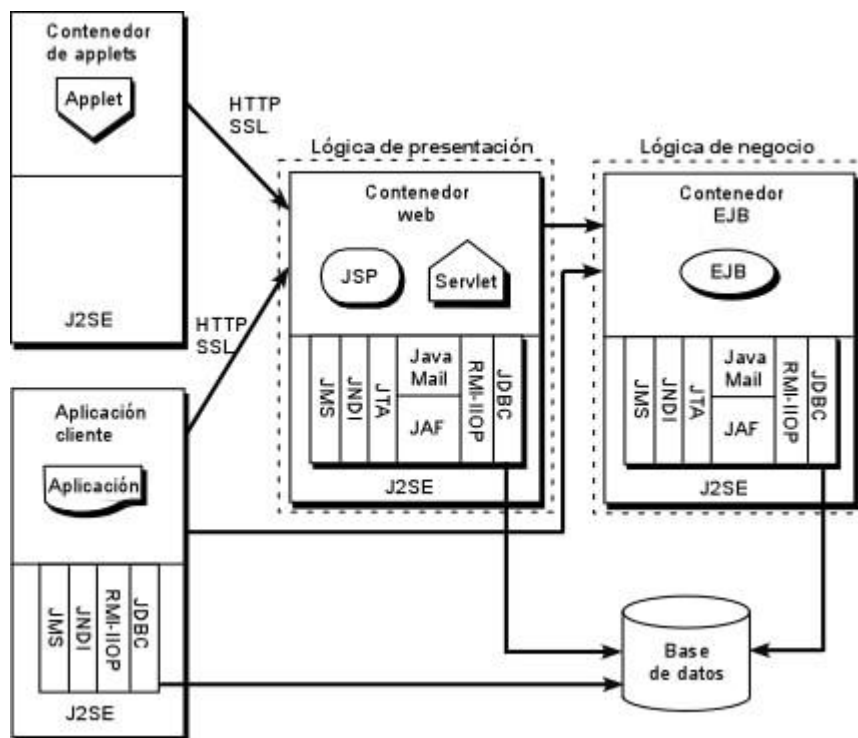 Contenedor
de applets
Applet
J2SE
HTTP
SSL
HTTP
SSL
Aplicación
cliente
Aplicación
JMS
JNDI
RMI-IIOP
JDBC
J2SE
Lógica de presentación
Contenedor
web
JSP
Servlet
JMS
JNDI
JTA
Java
Mail
JAF
RMI-IIOP
JDBC
J2SE
Lógica de negocio
Contenedor
EJB
EJB
JMS
JNDI
JTA
Java
Mail
JAF
RMI-IIOP
JDBC
J2SE
Base
de datos